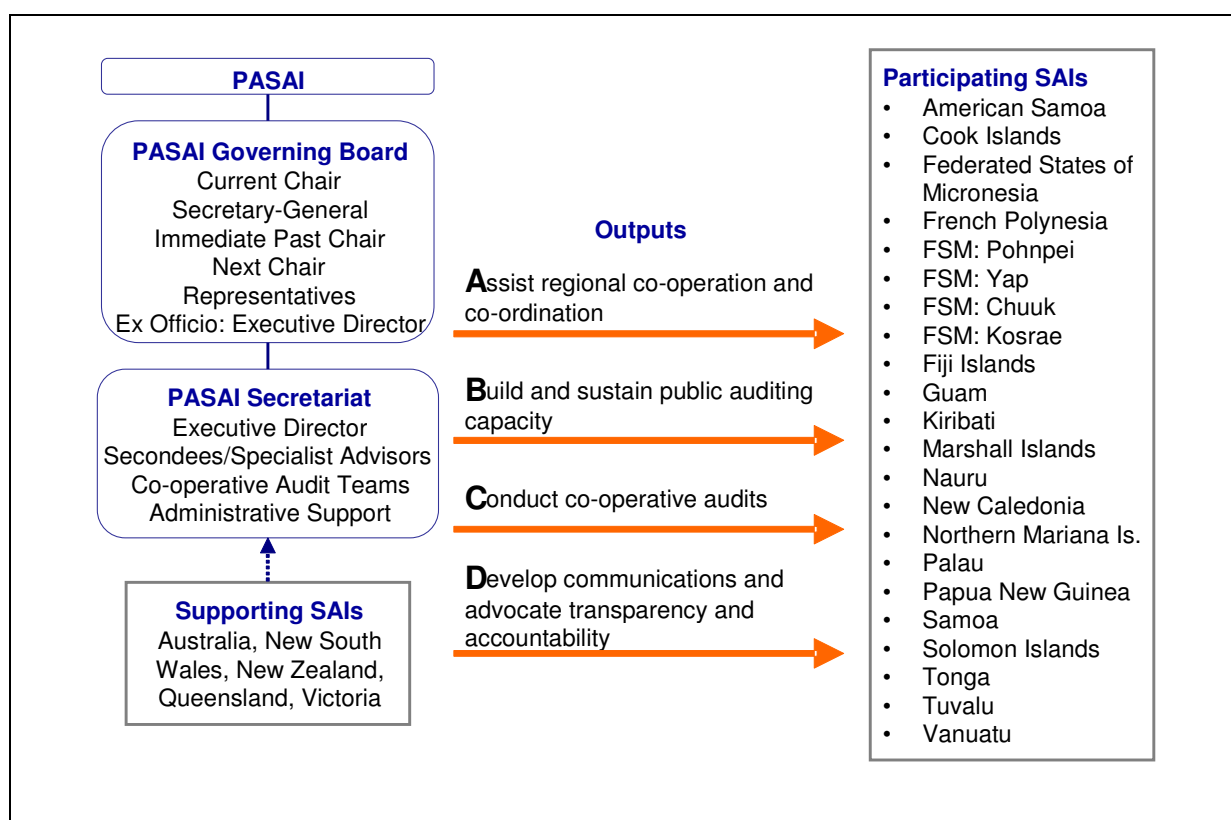 PASAI
PASAI Governing Board
Current Chair
Secretary-General
Immediate Past Chair
Next Chair
Representatives
Ex Officio: Executive Director
PASAI Secretariat
Executive Director
Secondees/Specialist Advisors
Co-operative Audit Teams
Administrative Support
Supporting SAIs
Australia, New South
Wales, New Zealand,
Queensland, Victoria
Outputs
Assist regional co-operation and
co-ordination
Build and sustain public auditing
capacity
Conduct co-operative audits
Develop communications and
advocate transparency and
accountability
Participating SAIs
• American Samoa
• Cook Islands
• Federated States of
Micronesia
• French Polynesia
• FSM: Pohnpei
• FSM: Yap
• FSM: Chuuk
• FSM: Kosrae
• Fiji Islands
• Guam
• Kiribati
• Marshall Islands
• Nauru
• New Caledonia
• Northern Mariana Is.
• Palau
• Papua New Guinea
• Samoa
• Solomon Islands
• Tonga
• Tuvalu
• Vanuatu